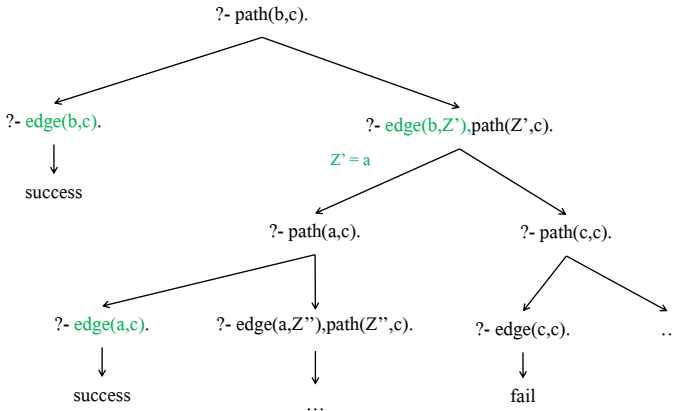 ?- path(b,c).
?- edge(b,c).
?- edge(b,Z’),path(Z’,c).
Z’ = a
success
?- path(a,c).
?- path(c,c).
?- edge(a,c).
?- edge(a,Z’’),path(Z’’,c).
?- edge(c,c).
..
success
…
fail